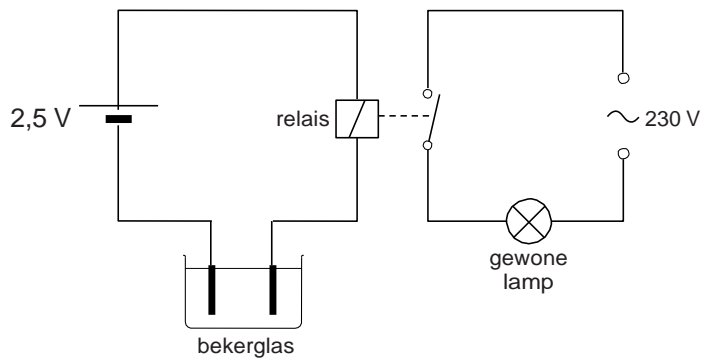 2,5 V
relais
230 V
gewone
lamp
bekerglas